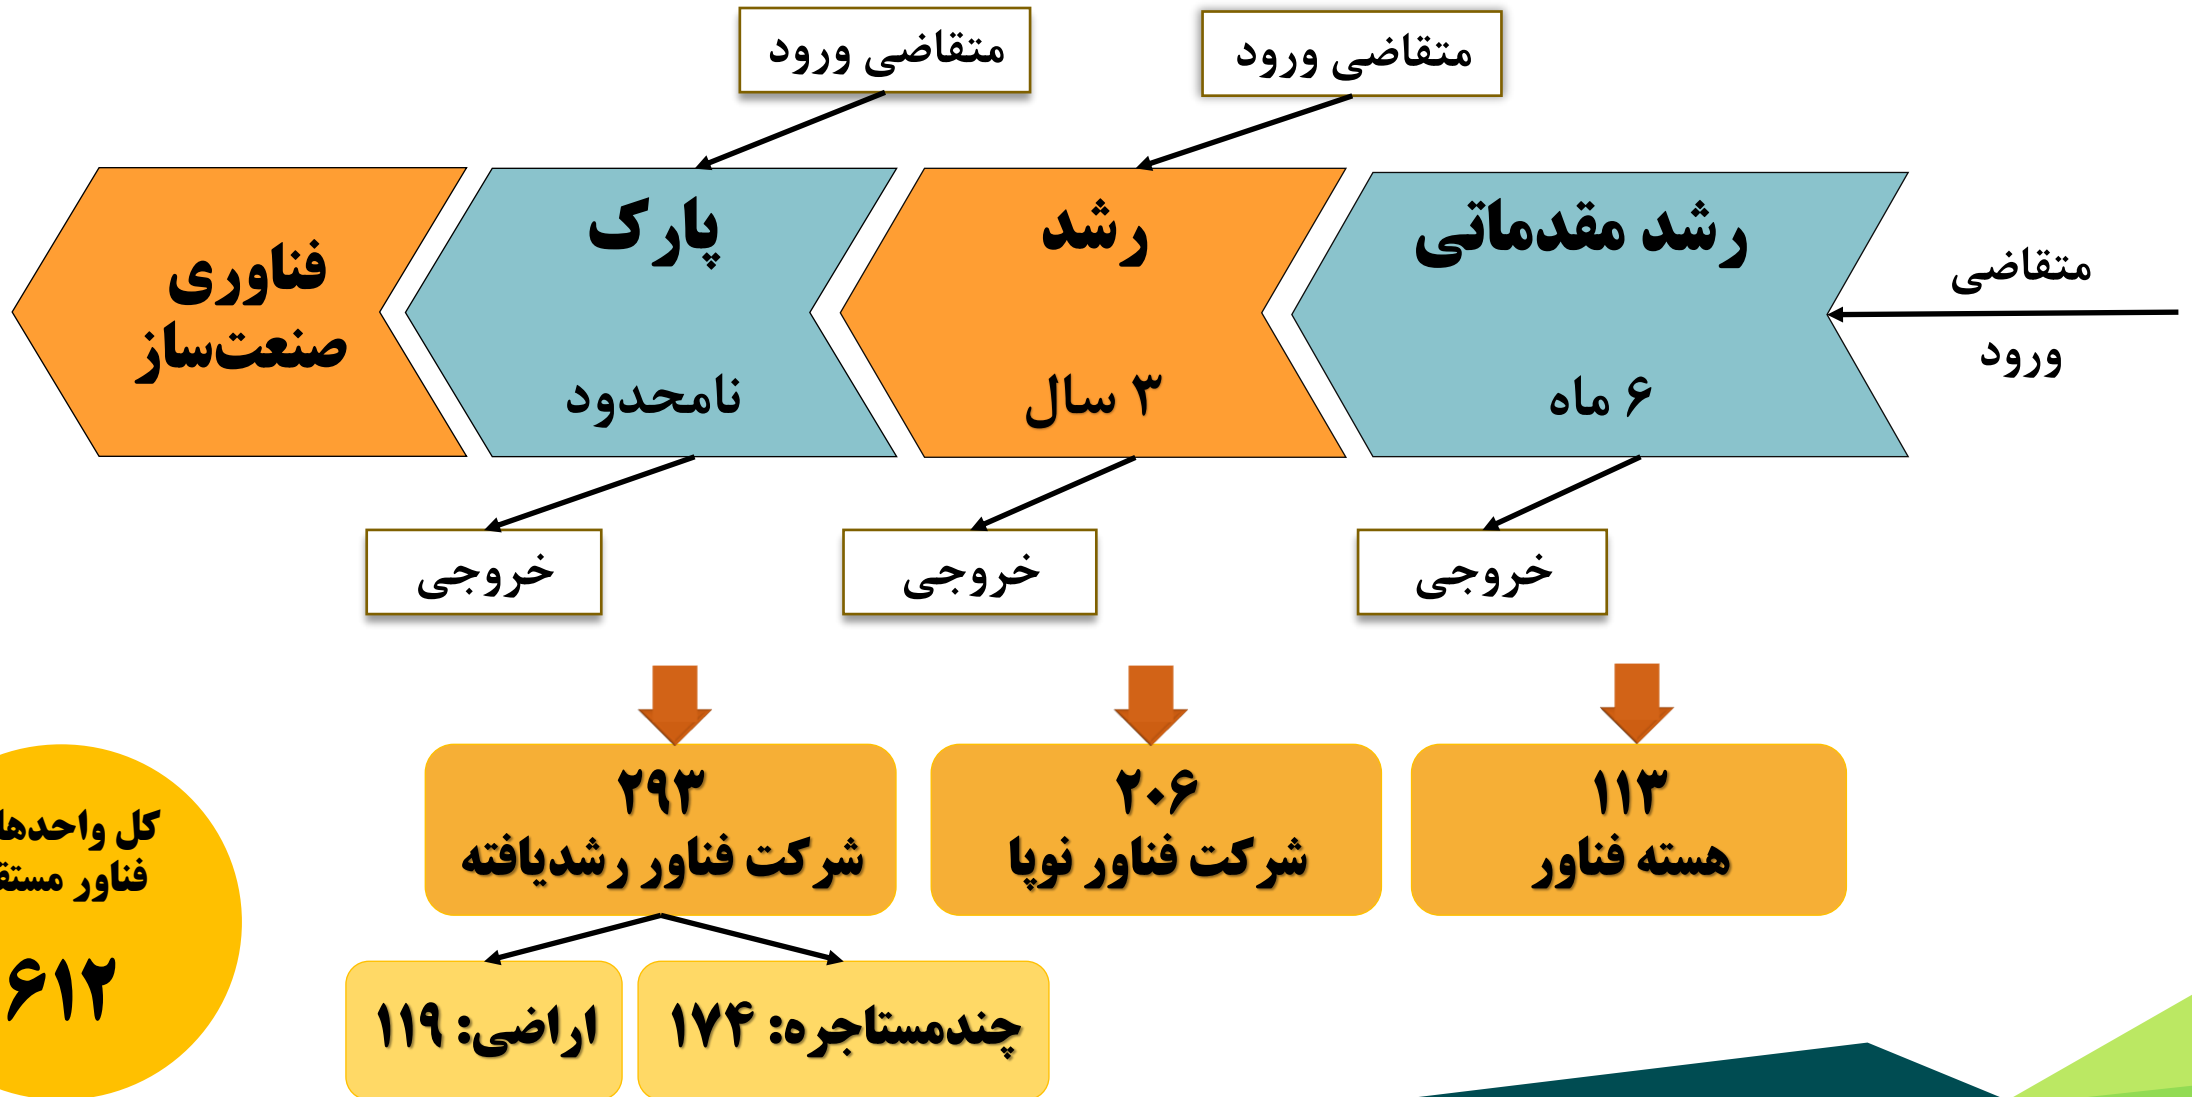 متقاضی ورود
متقاضی ورود
متقاضی
ورود
رشد مقدماتی
۶ ماه
رشد
۳ سال
پارک
نامحدود
فناوری
صنعت‌ساز
خروجی
خروجی
خروجی
۱۱۳
هسته فناور
۲۰۶
شرکت فناور نوپا
۲۹۳
شرکت فناور رشدیافته
چندمستاجره: ۱۷۴
اراضی: ۱۱۹
کل
فناور
۶۱۲